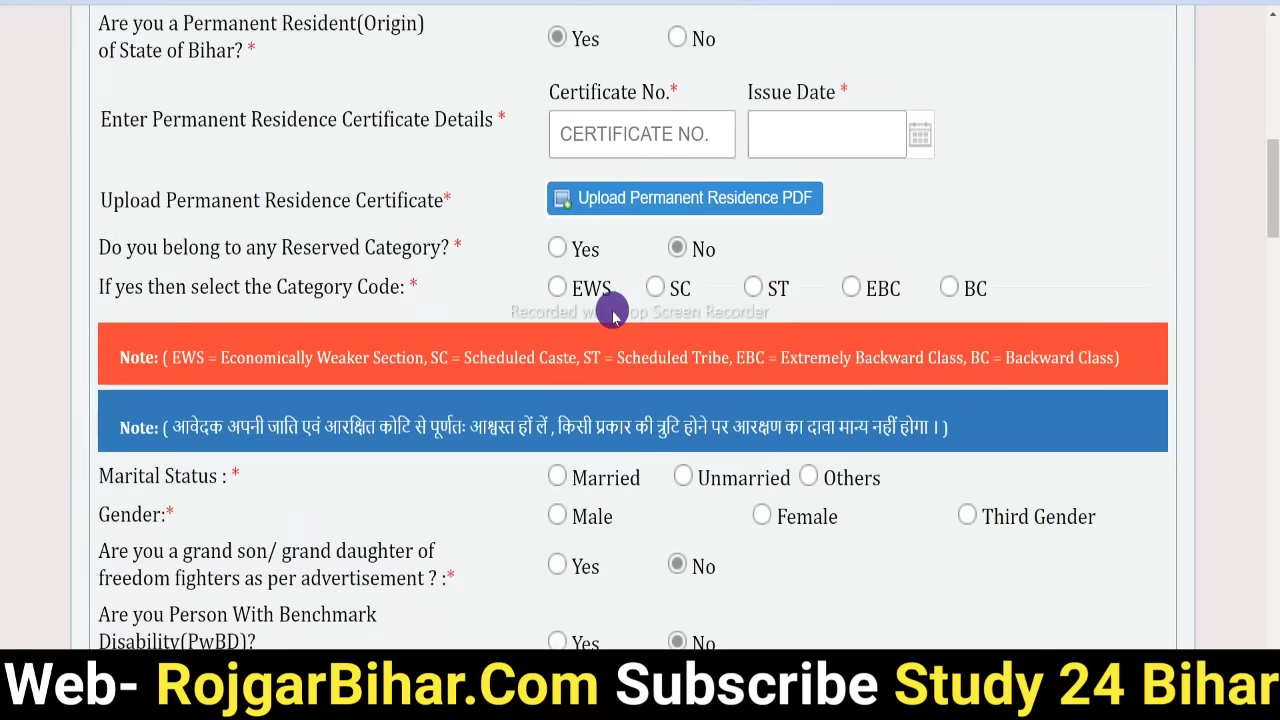 Are you a Permanent Resident(Origin)
of State of Bihar? *
Yes No
Certificate No.* Issue Date *
Enter Permanent Residence Certificate Details *
CERTIFICATE NO.
Upload Permanent Residence Certificate*
Upload Permanent Residence PDF
Do you belong to any Reserved Category? *
Yes No
If yes then select the Category Code: *
EWS SC ST EBC BC
Recorded op Screen Recorder
Note: ( EWS = Economically Weaker Section, SC = Scheduled Caste, ST = Scheduled Tribe, EBC = Extremely Backward Class, BC = Backward Class)
Note: ( आवेदक अपनी जाति एवं आरक्षित कोटि से पूर्णतः आश्वस्त हों लें , किसी प्रकार की त्रुटि होने पर आरक्षण का दावा मान्य नहीं होगा । )
Marital Status : *
Married Unmarried Others
Gender:*
Male Female Third Gender
Are you a grand son/ grand daughter of
freedom fighters as per advertisement ? :*
Yes No
Are you Person With Benchmark
Disability(PwBD)?
Yes No
Web- RojgarBihar.Com Subscribe Study 24 Bihar